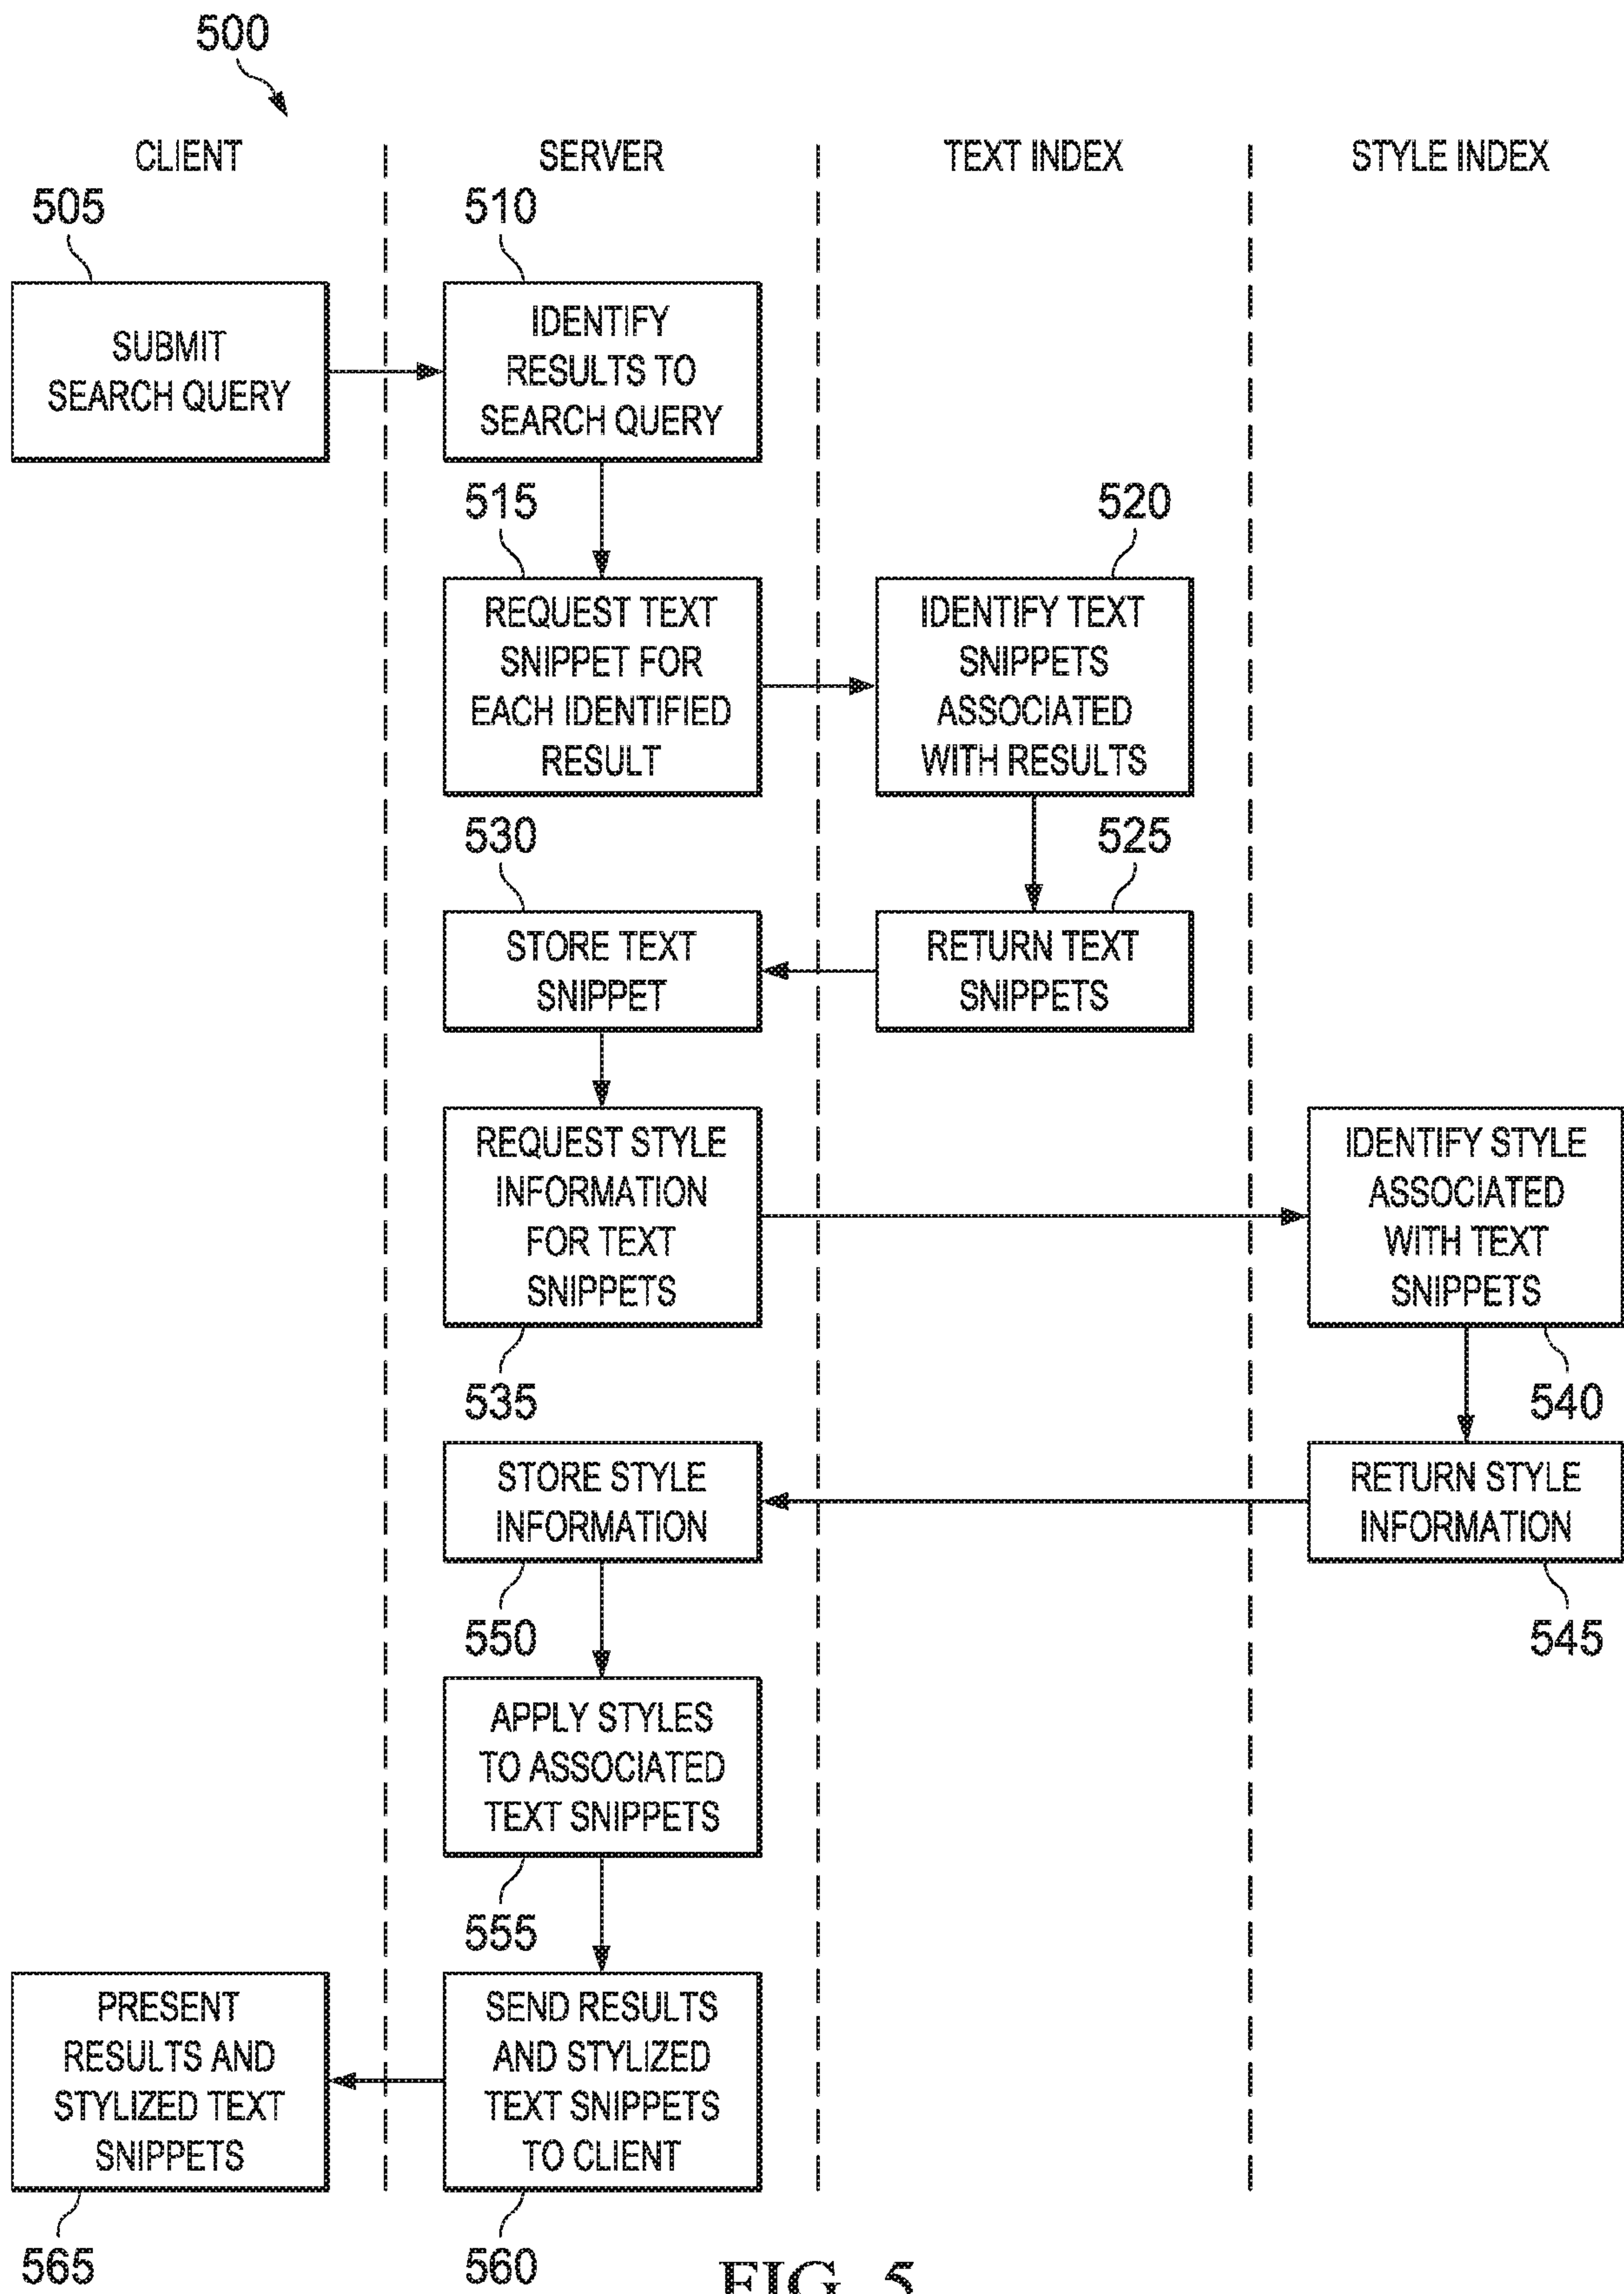 500
CLIENT
SERVER
TEXT INDEX
STYLE INDEX
505
SUBMIT
SEARCH QUERY
510
IDENTIFY
RESULTS TO
SEARCH QUERY
515
REQUEST TEXT
SNIPPET FOR
EACH IDENTIFIED
RESULT
520
IDENTIFY TEXT
SNIPPETS
ASSOCIATED
WITH RESULTS
530
STORE TEXT
SNIPPET
525
RETURN TEXT
SNIPPETS
REQUEST STYLE
INFORMATION
FOR TEXT
SNIPPETS
535
IDENTIFY STYLE
ASSOCIATED
WITH TEXT
SNIPPETS
540
STORE STYLE
INFORMATION
550
RETURN STYLE
INFORMATION
545
APPLY STYLES
TO ASSOCIATED
TEXT SNIPPETS
555
PRESENT
RESULTS AND
STYLIZED TEXT
SNIPPETS
565
SEND RESULTS
AND STYLIZED
TEXT SNIPPETS
TO CLIENT
560
FIG. 5